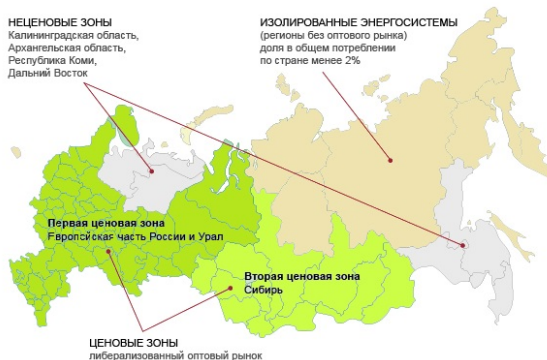 НЕЦЕНОВЫЕ ЗОНЫ
Калининградская область,
Архангельская область,
Республика Коми,
Дальний Восток
ИЗОЛИРОВАННЫЕ ЭНЕРГОСИСТЕМЫ
(регионы без оптового рынка)
доля в общем потреблении
по стране менее 2%
Первая ценовая зона
Европейская часть России и Урал
Вторая ценовая зона
Сибирь
ЦЕНОВЫЕ ЗОНЫ
либерализованный оптовый рынок